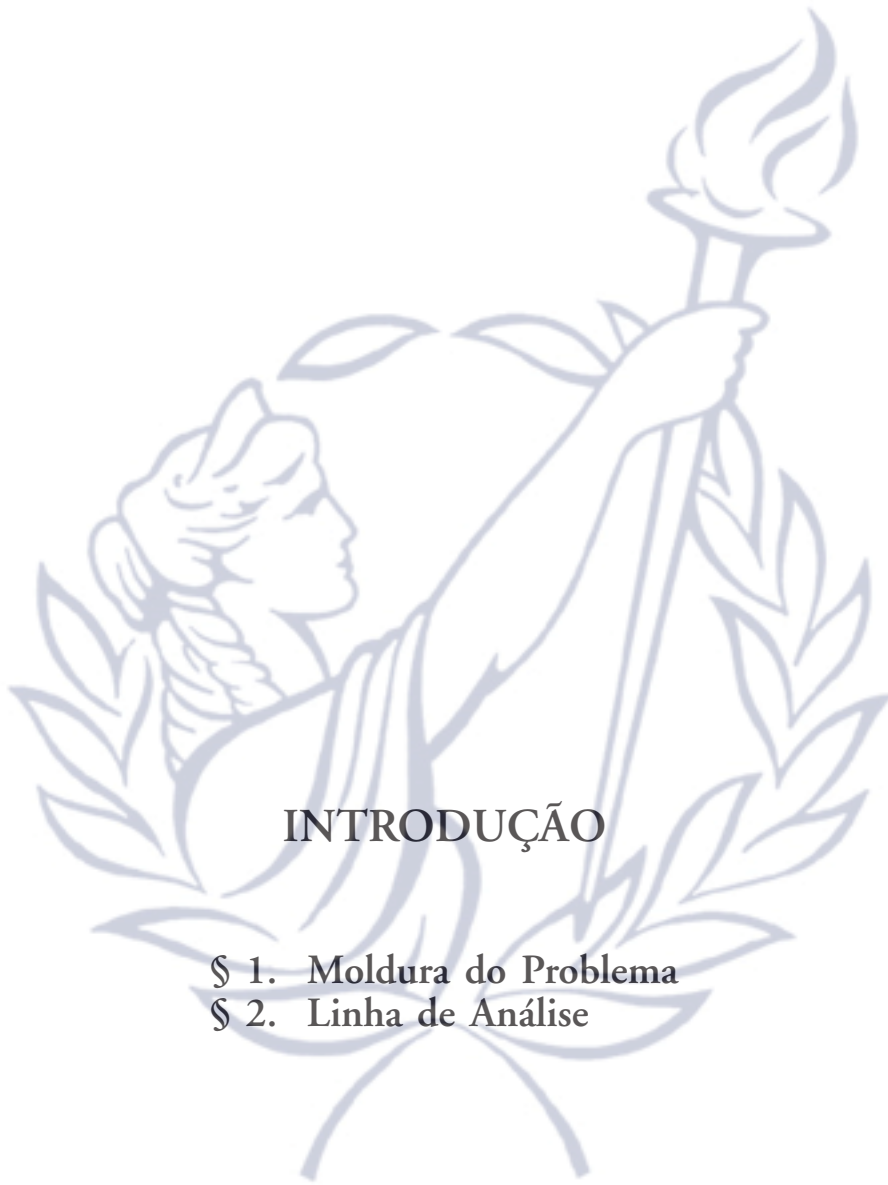 INTRODUÇÃO
§ 1. Moldura do Problema
§ 2. Linha de Análise